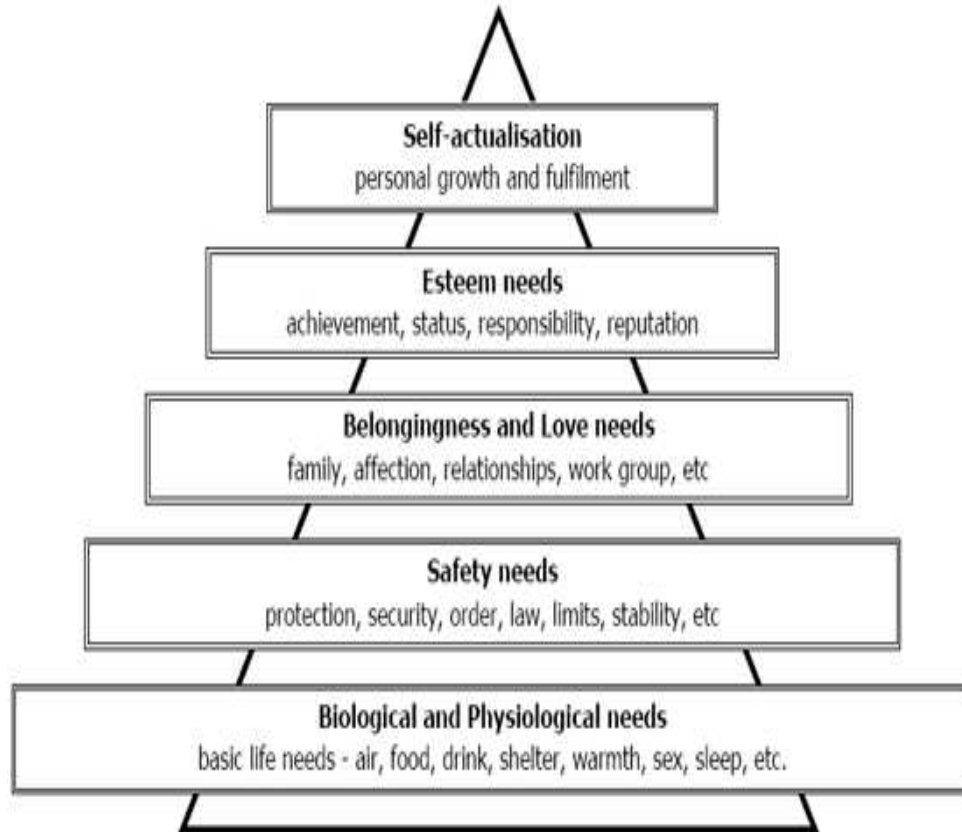 Self-actualisation
personal growth and fulfilment
Esteem needs
achievement, status, responsibility, reputation
Belongingness and Love needs
family, affection, relationships, work group, etc
Safety needs
protection, security, order, law, limits, stability, etc
Biological and Physiological needs
basic life needs - air, food, drink, shelter, warmth, sex, sleep, etc.